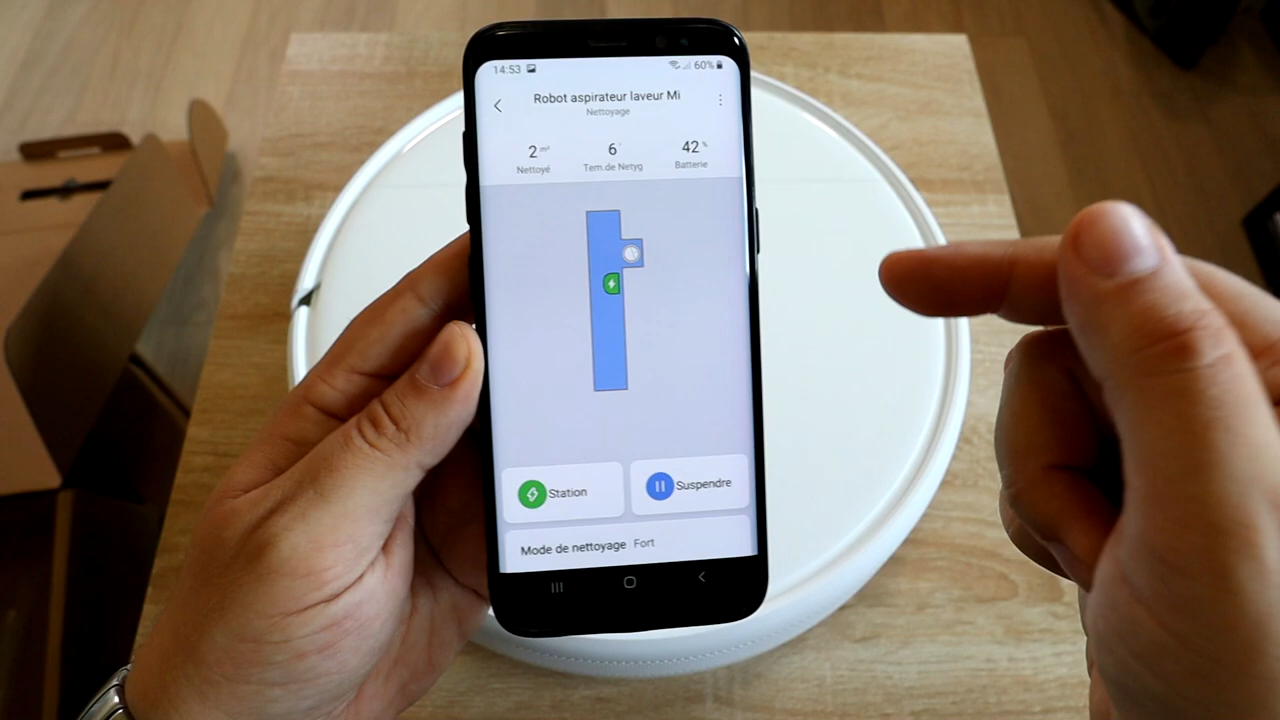 14:53 60%
Robot aspirateur laveur Mi
Nettoyage
2 m² 6 ' 42 %
Nettoyé Tem.de Netyg Batterie
Station Suspendre
Mode de nettoyage Fort